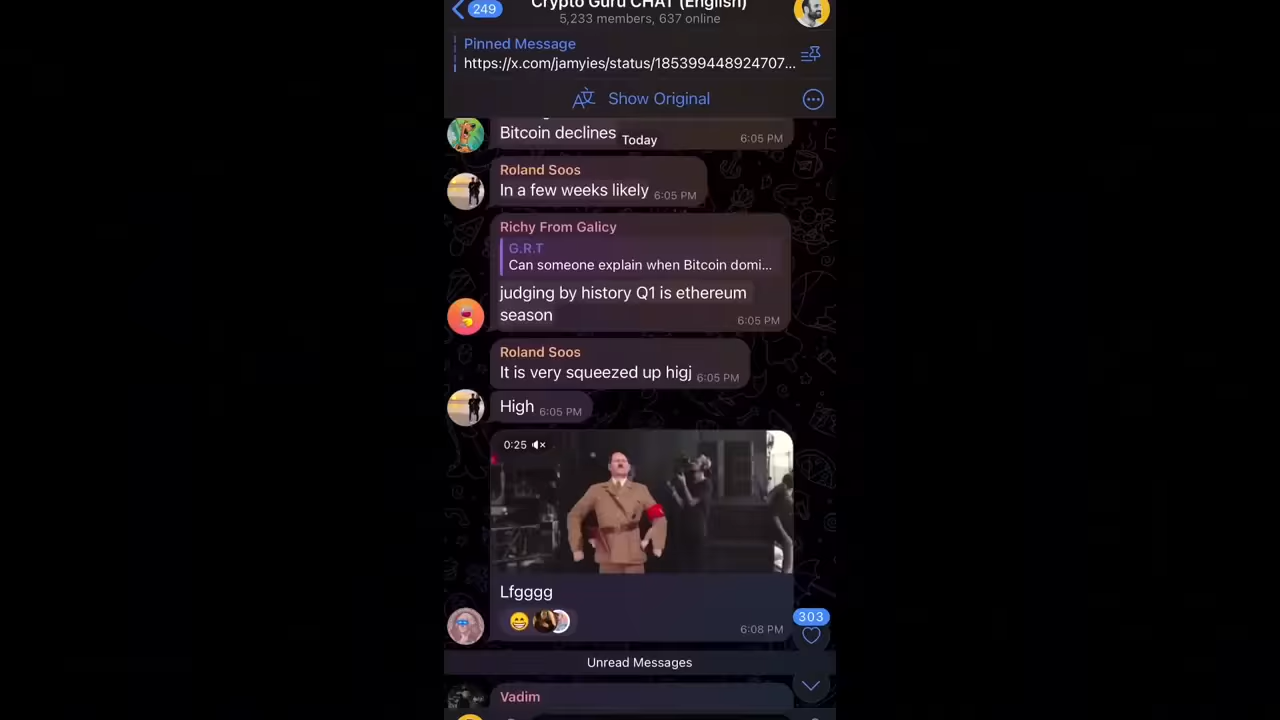 249
Crypto Guru CHAT (English)
5,233 members, 637 online
Pinned Message
https://x.com/jamyies/status/185399448924707...
Show Original
Bitcoin declines
6:05 PM
Today
Roland Soos
In a few weeks likely 6:05 PM
Richy From Galicy
G.R.T
Can someone explain when Bitcoin domi...
judging by history Q1 is ethereum
season
6:05 PM
Roland Soos
It is very squeezed up higj 6:05 PM
High 6:05 PM
0:25
Lfgggg
6:08 PM
303
Unread Messages
Vadim